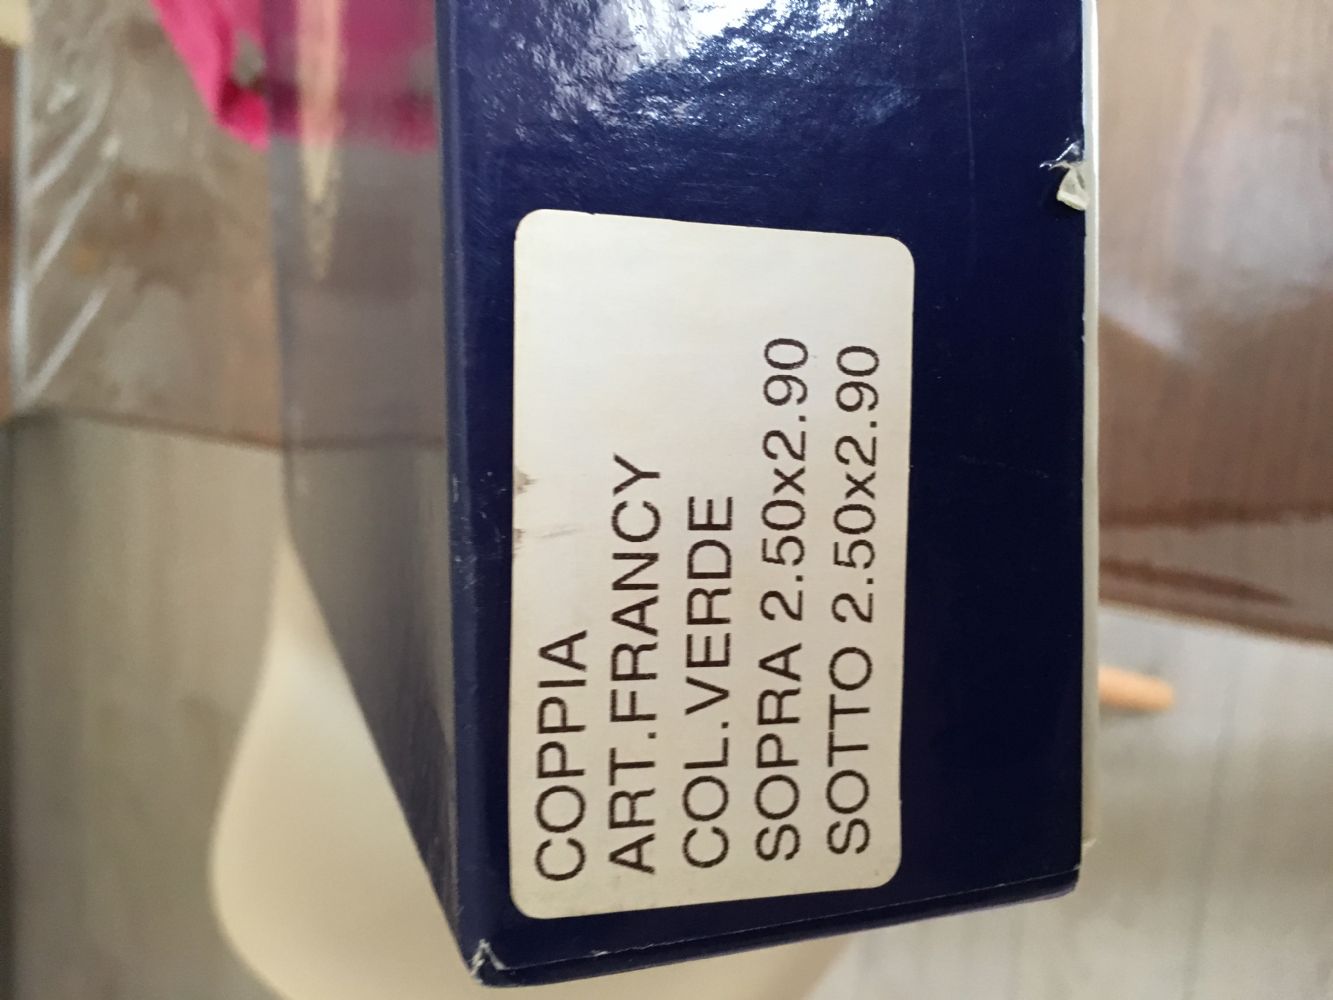 COPPIA
ART.FRANCY
COL.VERDE
SOPRA 2.50x2.90
SOTTO 2.50x2.90